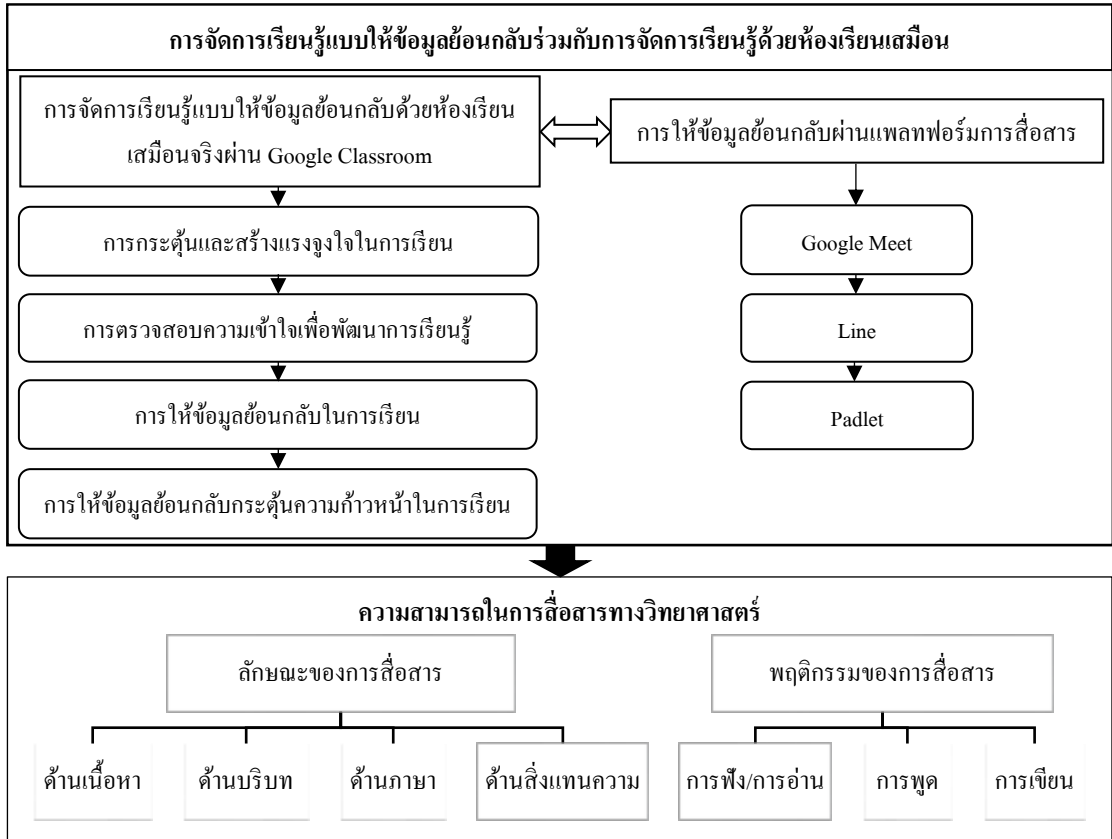 การจัดการเรียนรู้แบบให้ข้อมูลย้อนกลับร่วมกับการจัดการเรียนรู้ด้วยห้องเรียนเสมือน
การจัดการเรียนรู้แบบให้ข้อมูลย้อนกลับด้วยห้องเรียน
เสมือนจริงผ่าน Google Classroom
การให้ข้อมูลย้อนกลับผ่านแพลทฟอร์มการสื่อสาร
การกระตุ้นและสร้างแรงจูงใจในการเรียน
การตรวจสอบความเข้าใจเพื่อพัฒนาการเรียนรู้
การให้ข้อมูลย้อนกลับในการเรียน
การให้ข้อมูลย้อนกลับกระตุ้นความก้าวหน้าในการเรียน
Google Meet
Line
Padlet
ความสามารถในการสื่อสารทางวิทยาศาสตร์
ลักษณะของการสื่อสาร
พฤติกรรมของการสื่อสาร
ด้านเนื้อหา
ด้านบริบท
ด้านภาษา
ด้านสิ่งแทนความ
การฟัง/การอ่าน
การพูด
การเขียน